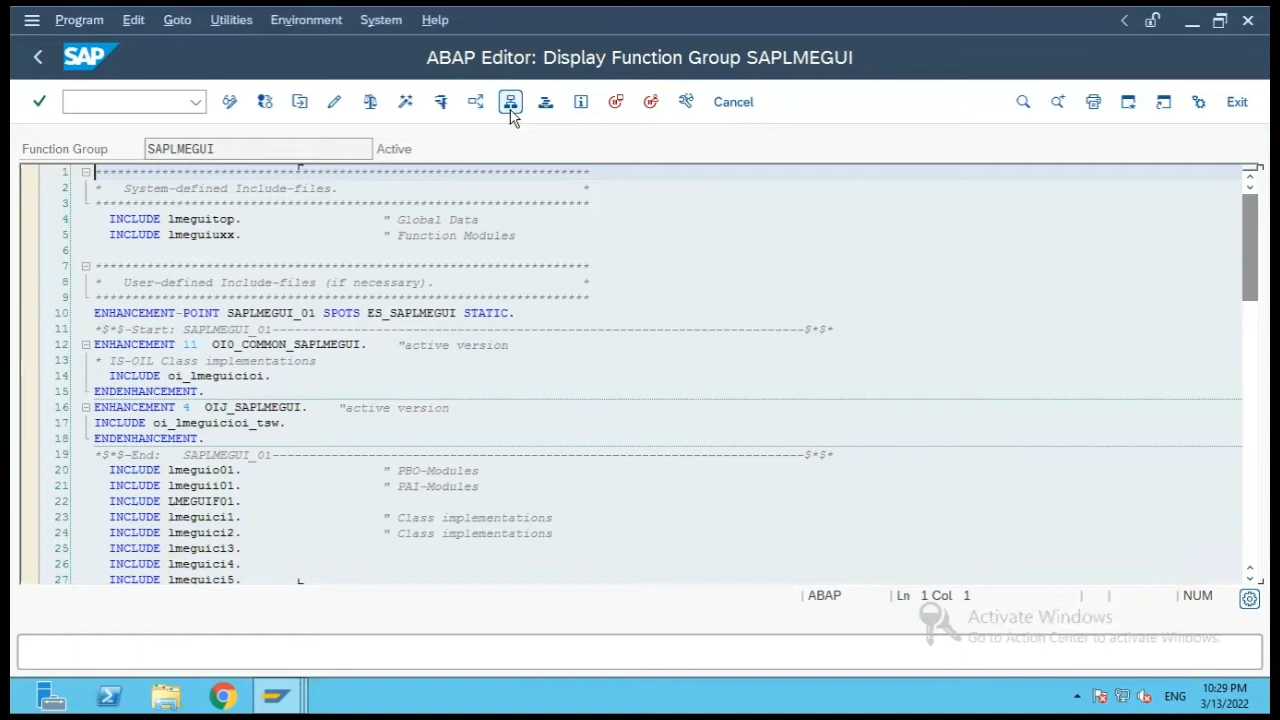 Program Edit Goto Utilities Environment System Help
SAP ABAP Editor: Display Function Group SAPLMEGUI
Cancel Exit
Function Group SAPLMEGUI Active
1 **********************************************************************
2 * System-defined Include-files. *
3 **********************************************************************
4 INCLUDE lmeguitop. " Global Data
5 INCLUDE lmeguiuxx. " Function Modules
6
7 **********************************************************************
8 * User-defined Include-files (if necessary). *
9 **********************************************************************
10 ENHANCEMENT-POINT SAPLMEGUI_01 SPOTS ES_SAPLMEGUI STATIC.
11 *$*$-Start: SAPLMEGUI_01------------------------------------------------------------------------$*$*
12 ENHANCEMENT 11 OI0_COMMON_SAPLMEGUI. "active version
13 * IS-OIL Class implementations
14 INCLUDE oi_lmeguicioi.
15 ENDENHANCEMENT.
16 ENHANCEMENT 4 OIJ_SAPLMEGUI. "active version
17 INCLUDE oi_lmeguicioi_tsw.
18 ENDENHANCEMENT.
19 *$*$-End: SAPLMEGUI_01------------------------------------------------------------------------$*$*
20 INCLUDE lmeguio01. " PBO-Modules
21 INCLUDE lmeguii01. " PAI-Modules
22 INCLUDE LMEGUIF01.
23 INCLUDE lmeguici1. " Class implementations
24 INCLUDE lmeguici2. " Class implementations
25 INCLUDE lmeguici3.
26 INCLUDE lmeguici4.
27 INCLUDE lmeguici5.
ABAP Ln 1 Col 1 NUM
Activate Windows
Go to Action Center to activate Windows.
ENG 10:29 PM
3/13/2022